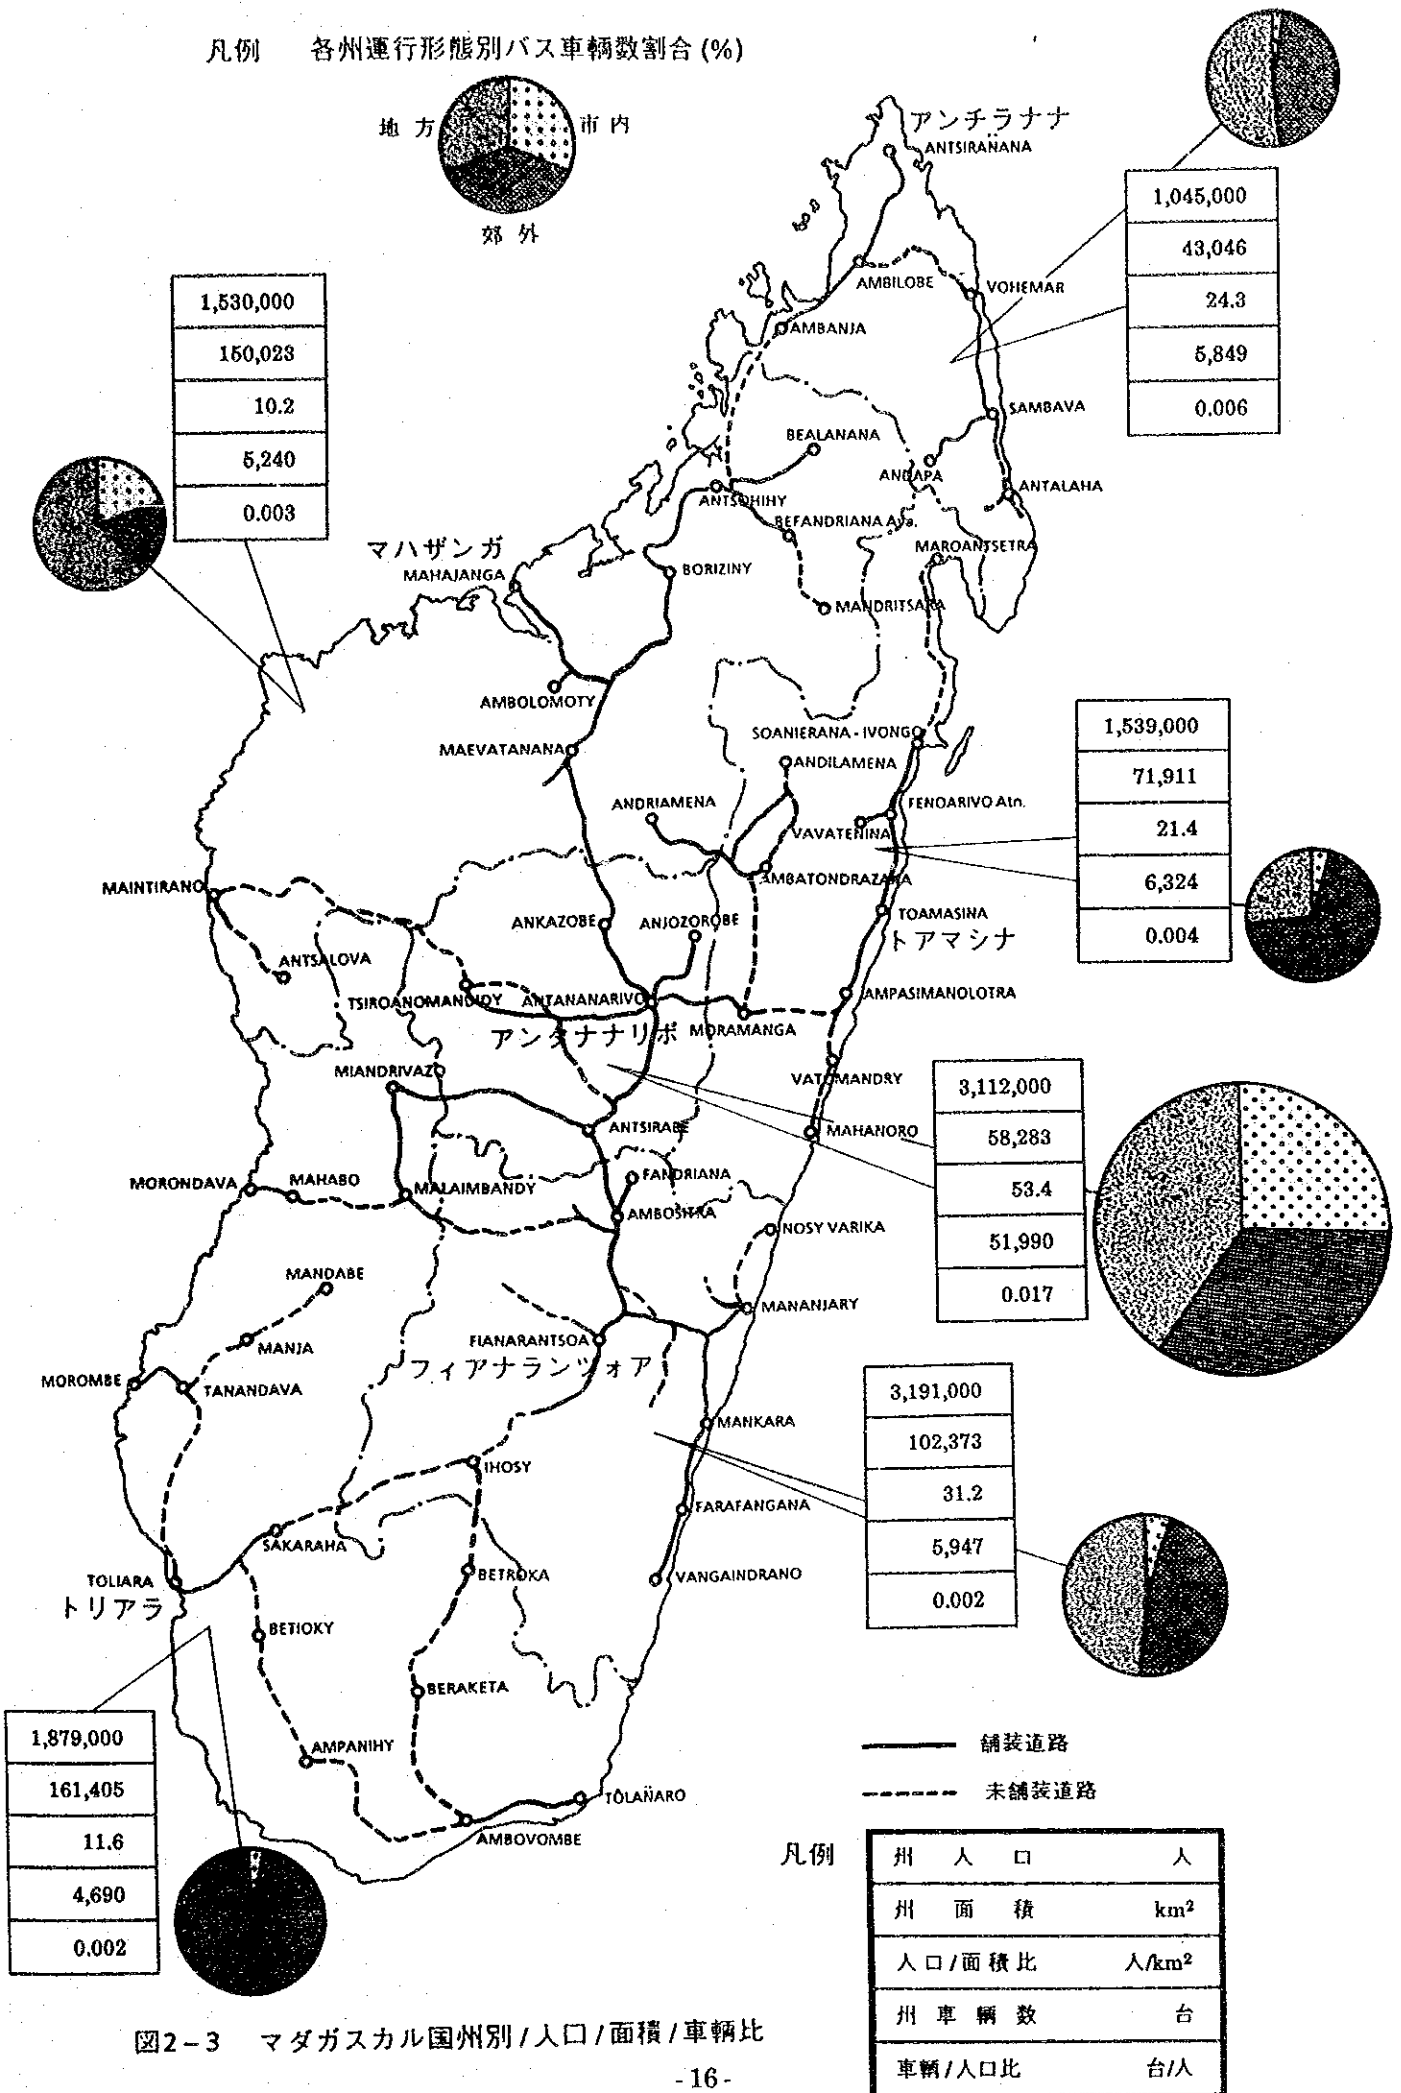 凡例 各州運行形態別バス車輌数割合(%)
地方
市内
郊外
アンチラナナ
ANTSIRAÑANA
1,045,000
43,046
24.3
5,849
0.006
AMBILOBE
VOHEMAR
AMBANJA
SAMBAVA
BEALANANA
ANDAPA
ANTALAHA
1,530,000
150,023
10.2
5,240
0.003
ANTSOHIHY
BEFANDRIANA Ava.
MAROANTSETRA
マハザンガ
MAHAJANGA
BORIZINY
MANDRITSARA
AMBOLOMOTY
MAEVATANANA
SOANIERANA-IVONGO
ANDILAMENA
ANDRIAMENA
FENOARIVO Atn.
VAVATENINA
1,539,000
71,911
21.4
6,324
0.004
AMBATONDRAZAKA
MAINTIRANO
ANKAZOBE
ANJOZOROBE
TOAMASINA
トアマシナ
ANTSALOVA
TSIROANOMANDIDY
ANTANANARIVO
アンタナナリボ
MORAMANGA
AMPASIMANOLOTRA
MIANDRIVAZO
VATOMANDRY
3,112,000
58,283
53.4
51,990
0.017
ANTSIRABE
MAHANORO
FANDRIANA
MORONDAVA
MAHABO
MALAIMBANDY
AMBOSITRA
NOSY VARIKA
MANDABE
MANANJARY
MANJA
FIANARANTSOA
フィアナランツォア
MOROMBE
TANANDAVA
3,191,000
102,373
31.2
5,947
0.002
MANKARA
IHOSY
FARAFANGANA
SAKARAHA
BETROKA
VANGAINDRANO
TOLIARA
トリアラ
BETIOKY
BERAKETA
1,879,000
161,405
11.6
4,690
0.002
AMPANIHY
TOLAÑARO
AMBOVOMBE
舗装道路
未舗装道路
凡例
州人口 人
州面積 km²
人口/面積比 人/km²
州車輌数 台
車輌/人口比 台/人
図2-3 マダガスカル国州別/人口/面積/車輌比
-16-